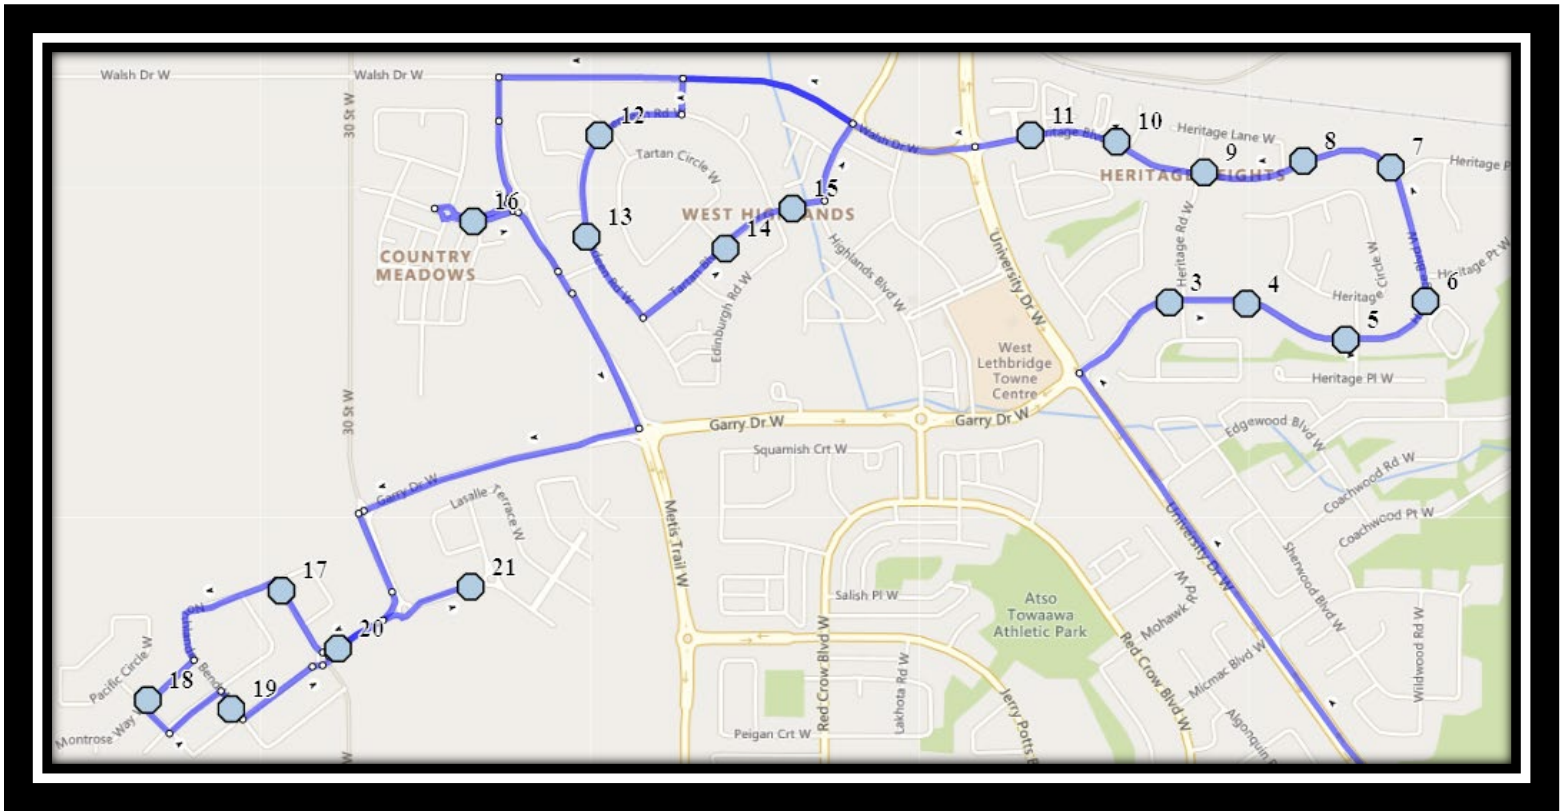 Walsh Dr W
Walsh Dr W
30 St W
12
Rd W
11
10
Heritage Lane W
8
7
9
HERITAGE
Tartan Circle W
Walsh Dr W
15
WEST HIGHLANDS
16
13
14
COUNTRY
MEADOWS
Tartan
Edinburgh Rd W
Highlands Blvd W
University Dr W
Heritage Rd W
Heritage Circle W
Heritage Pt W
3
4
5
6
West
Lethbridge
Towne
Centre
Heritage Pl W
30 St W
Garry Dr W
Garry Dr W
Squamish Crt W
Edgewood Blvd W
Coachwood Rd W
Coachwood Pt W
Garry Dr W
Lasalle
Terrace W
Metis Trail W
University Dr W
Sherwood Blvd W
17
21
20
Salish Pl W
Atso
Towaawa
Athletic Park
Mohawk Rd W
Micmac Blvd W
Wildwood Rd W
Pacific Circle W
18
19
Montrose Way
Red Crow Blvd W
Lakhota Rd W
Red Crow Blvd W
Peigan Crt W
Jerry Potts
Algonquin
W